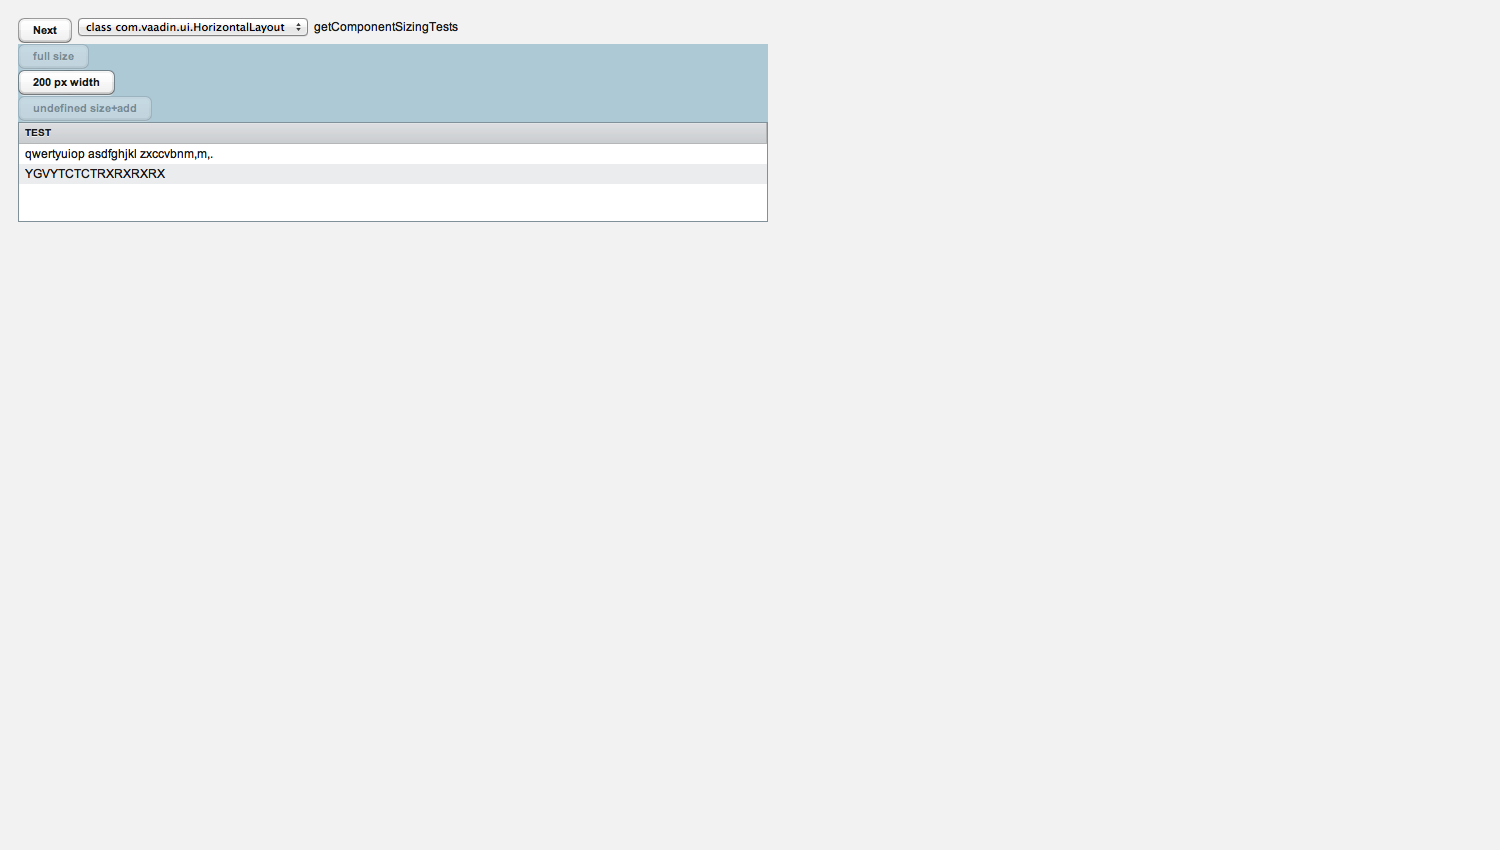 Next class com.vaadin.ui.HorizontalLayout getComponentSizingTests
full size
200 px width
undefined size+add
TEST
qwertyuiop asdfghjkl zxccvbnm,m,.
YGVYTCTCTRXRXRXRX